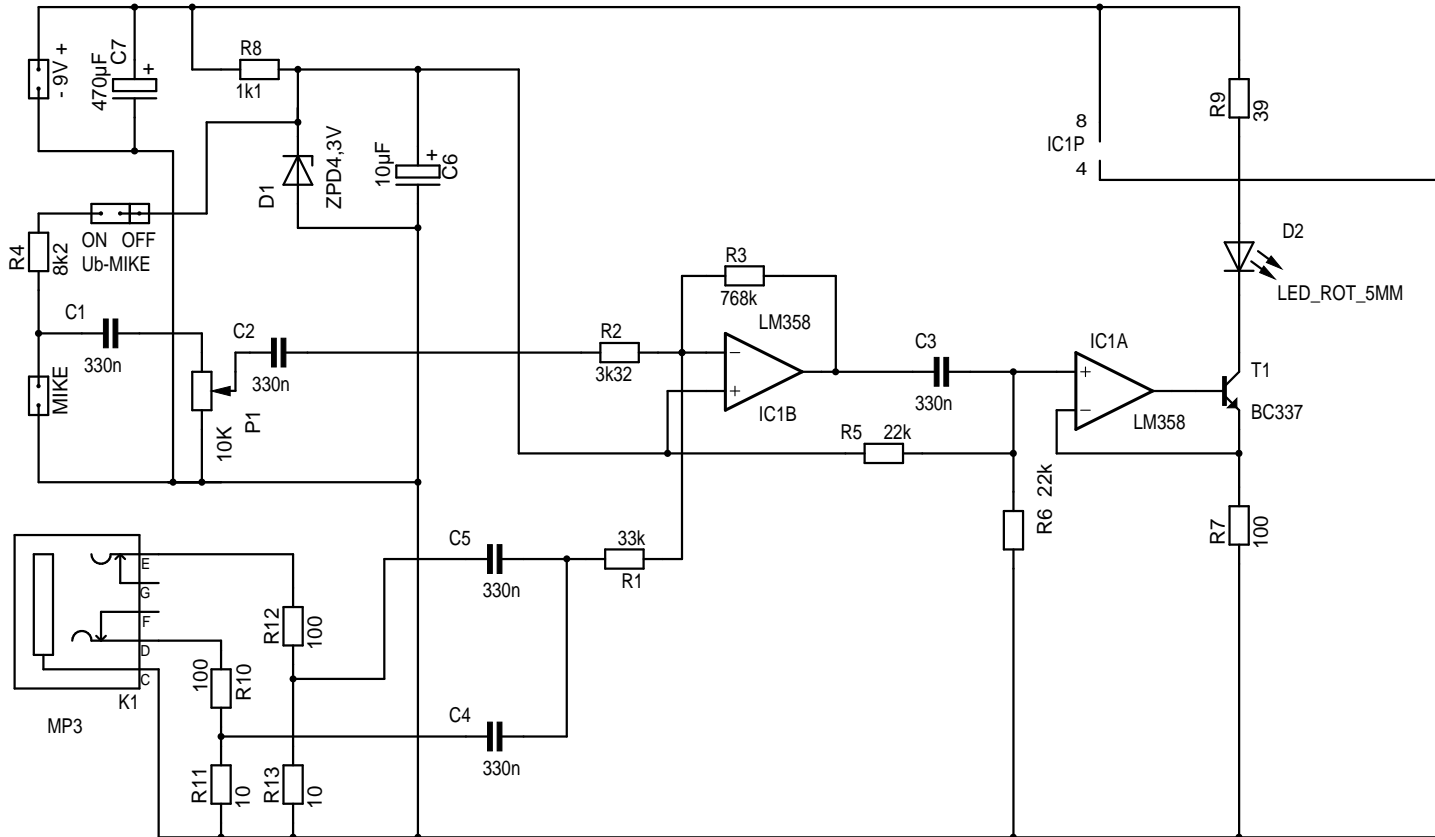 - 9V +
470µF
C7
+
R8
1k1
D1
ZPD4,3V
10µF
+
C6
R9
39
8
IC1P
4
R4
8k2
ON OFF
Ub-MIKE
D2
LED_ROT_5MM
R3
768k
LM358
C1
330n
C2
330n
R2
3k32
−
+
IC1B
C3
330n
IC1A
+
−
LM358
T1
BC337
MIKE
10K
P1
R5 22k
R6 22k
R7
100
C5
330n
33k
R1
E
G
F
D
C
K1
MP3
R12
100
100
R10
C4
330n
R11
10
R13
10